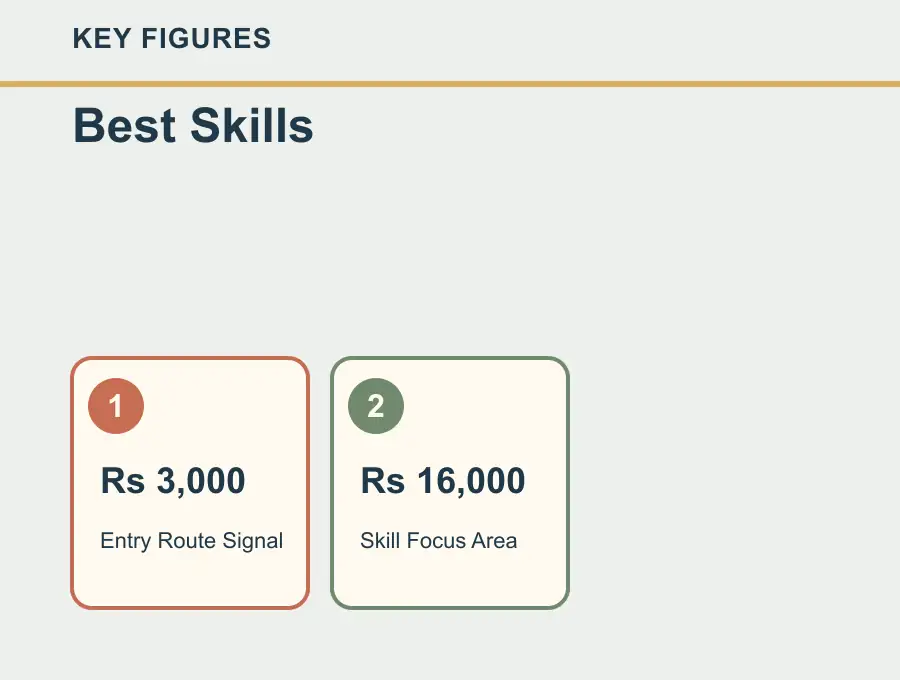 KEY FIGURES
Best Skills
1
Rs 3,000
Entry Route Signal
2
Rs 16,000
Skill Focus Area